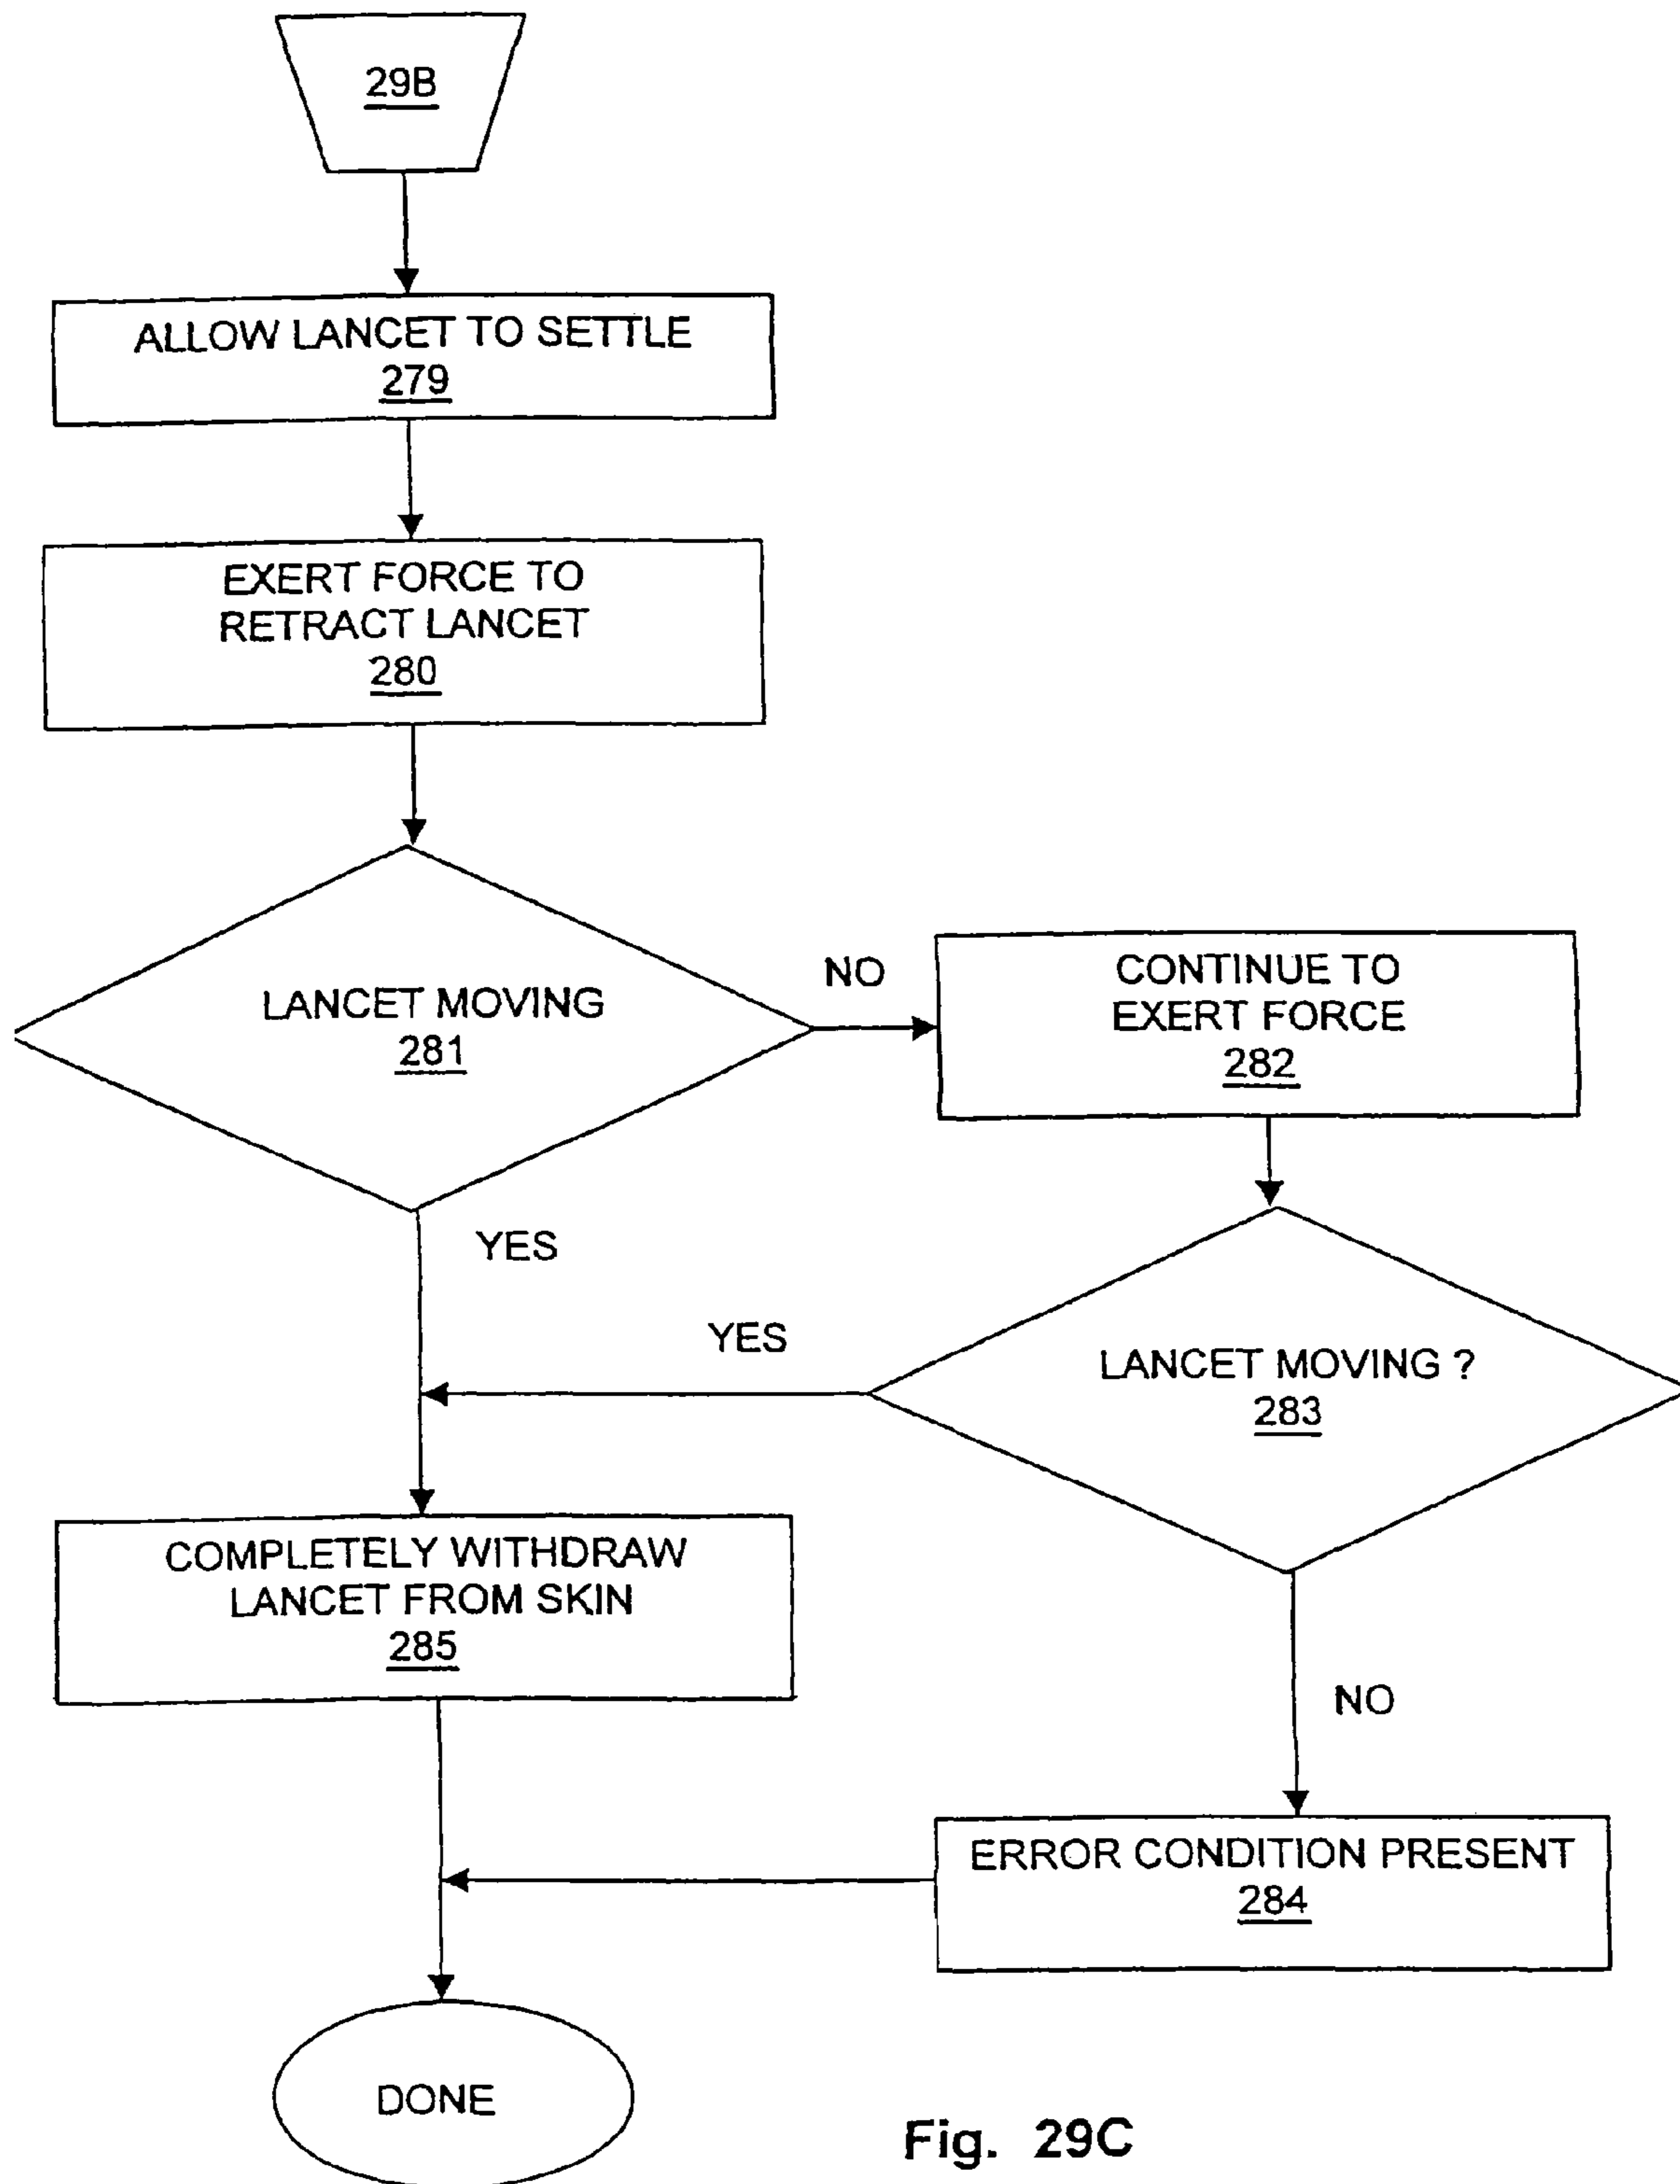 29B
ALLOW LANCET TO SETTLE
279
EXERT FORCE TO
RETRACT LANCET
280
LANCET MOVING
281
NO
CONTINUE TO
EXERT FORCE
282
YES
YES
LANCET MOVING ?
283
COMPLETELY WITHDRAW
LANCET FROM SKIN
285
NO
ERROR CONDITION PRESENT
284
DONE
Fig. 29C